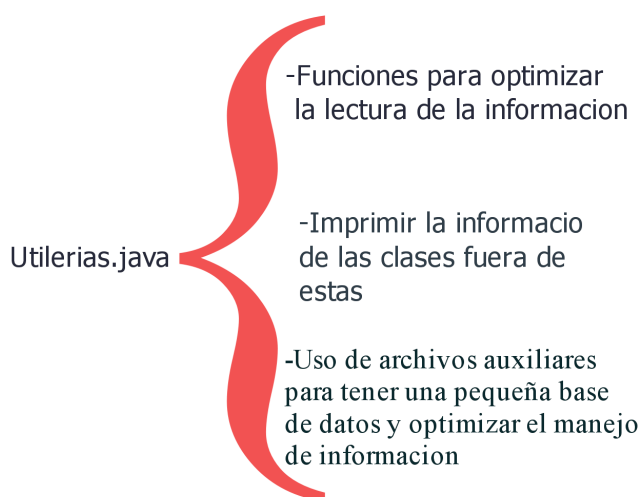 -Funciones para optimizar
la lectura de la informacion
-Imprimir la informacio
de las clases fuera de
estas
Utilerias.java
-Uso de archivos auxiliares
para tener una pequeña base
de datos y optimizar el manejo
de informacion